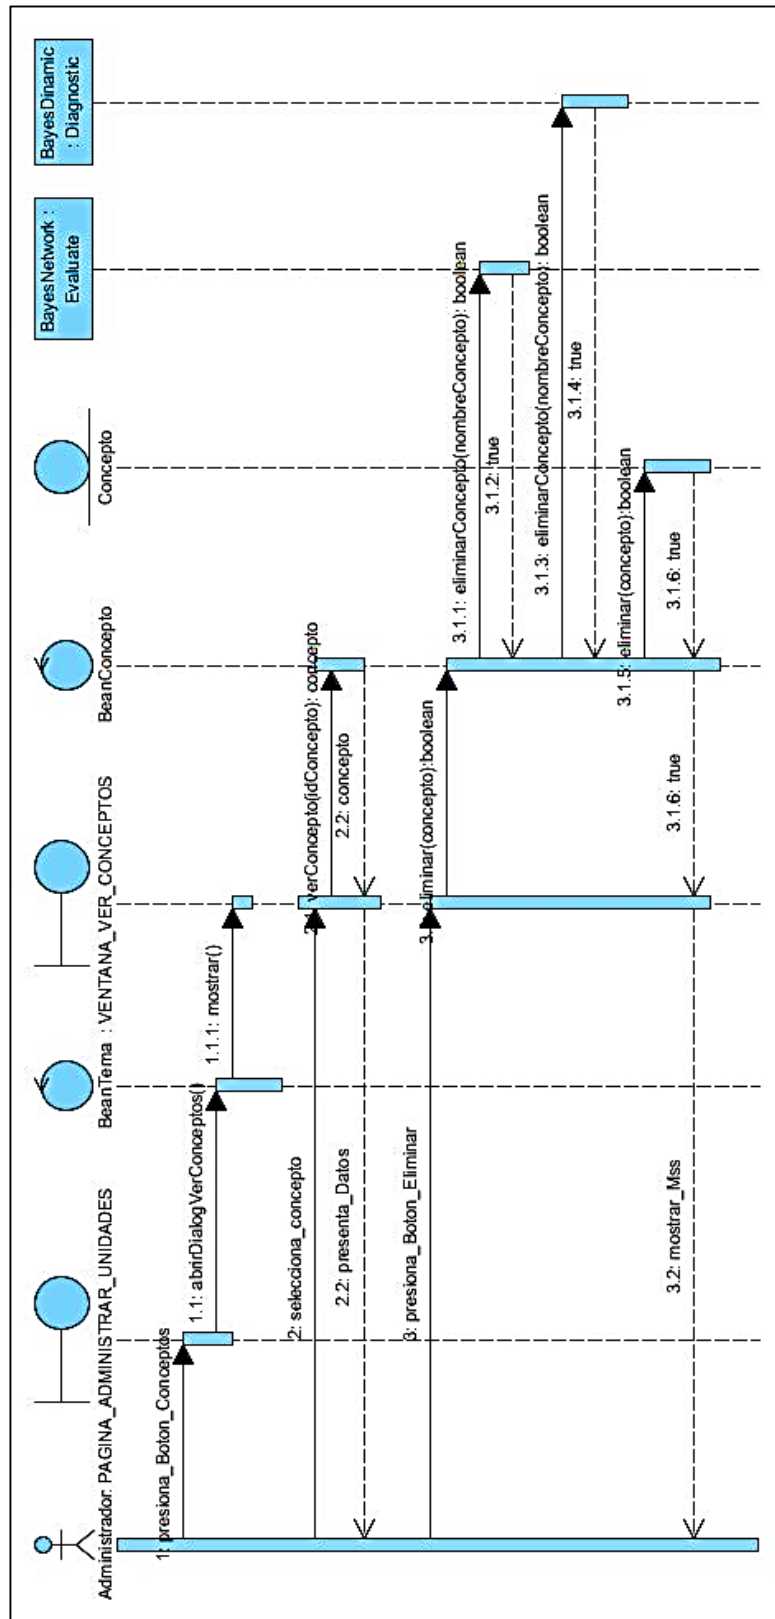 Administrador
: PAGINA_ADMINISTRAR_UNIDADES
BeanTema
: VENTANA_VER_CONCEPTOS
BeanConcepto
Concepto
BayesNetwork :
Evaluate
BayesDinamic
: Diagnostic
1: presiona_Boton_Conceptos
1.1: abrirDialogVerConceptos()
1.1.1: mostrar()
2: selecciona_concepto
2.1: verConcepto(idConcepto): concepto
2.2: concepto
2.2: presenta_Datos
3: presiona_Boton_Eliminar
eliminar(concepto):boolean
3.1.1: eliminarConcepto(nombreConcepto): boolean
3.1.2: true
3.1.3: eliminarConcepto(nombreConcepto): boolean
3.1.4: true
3.1.5: eliminar(concepto):boolean
3.1.6: true
3.1.6: true
3.2: mostrar_Mss